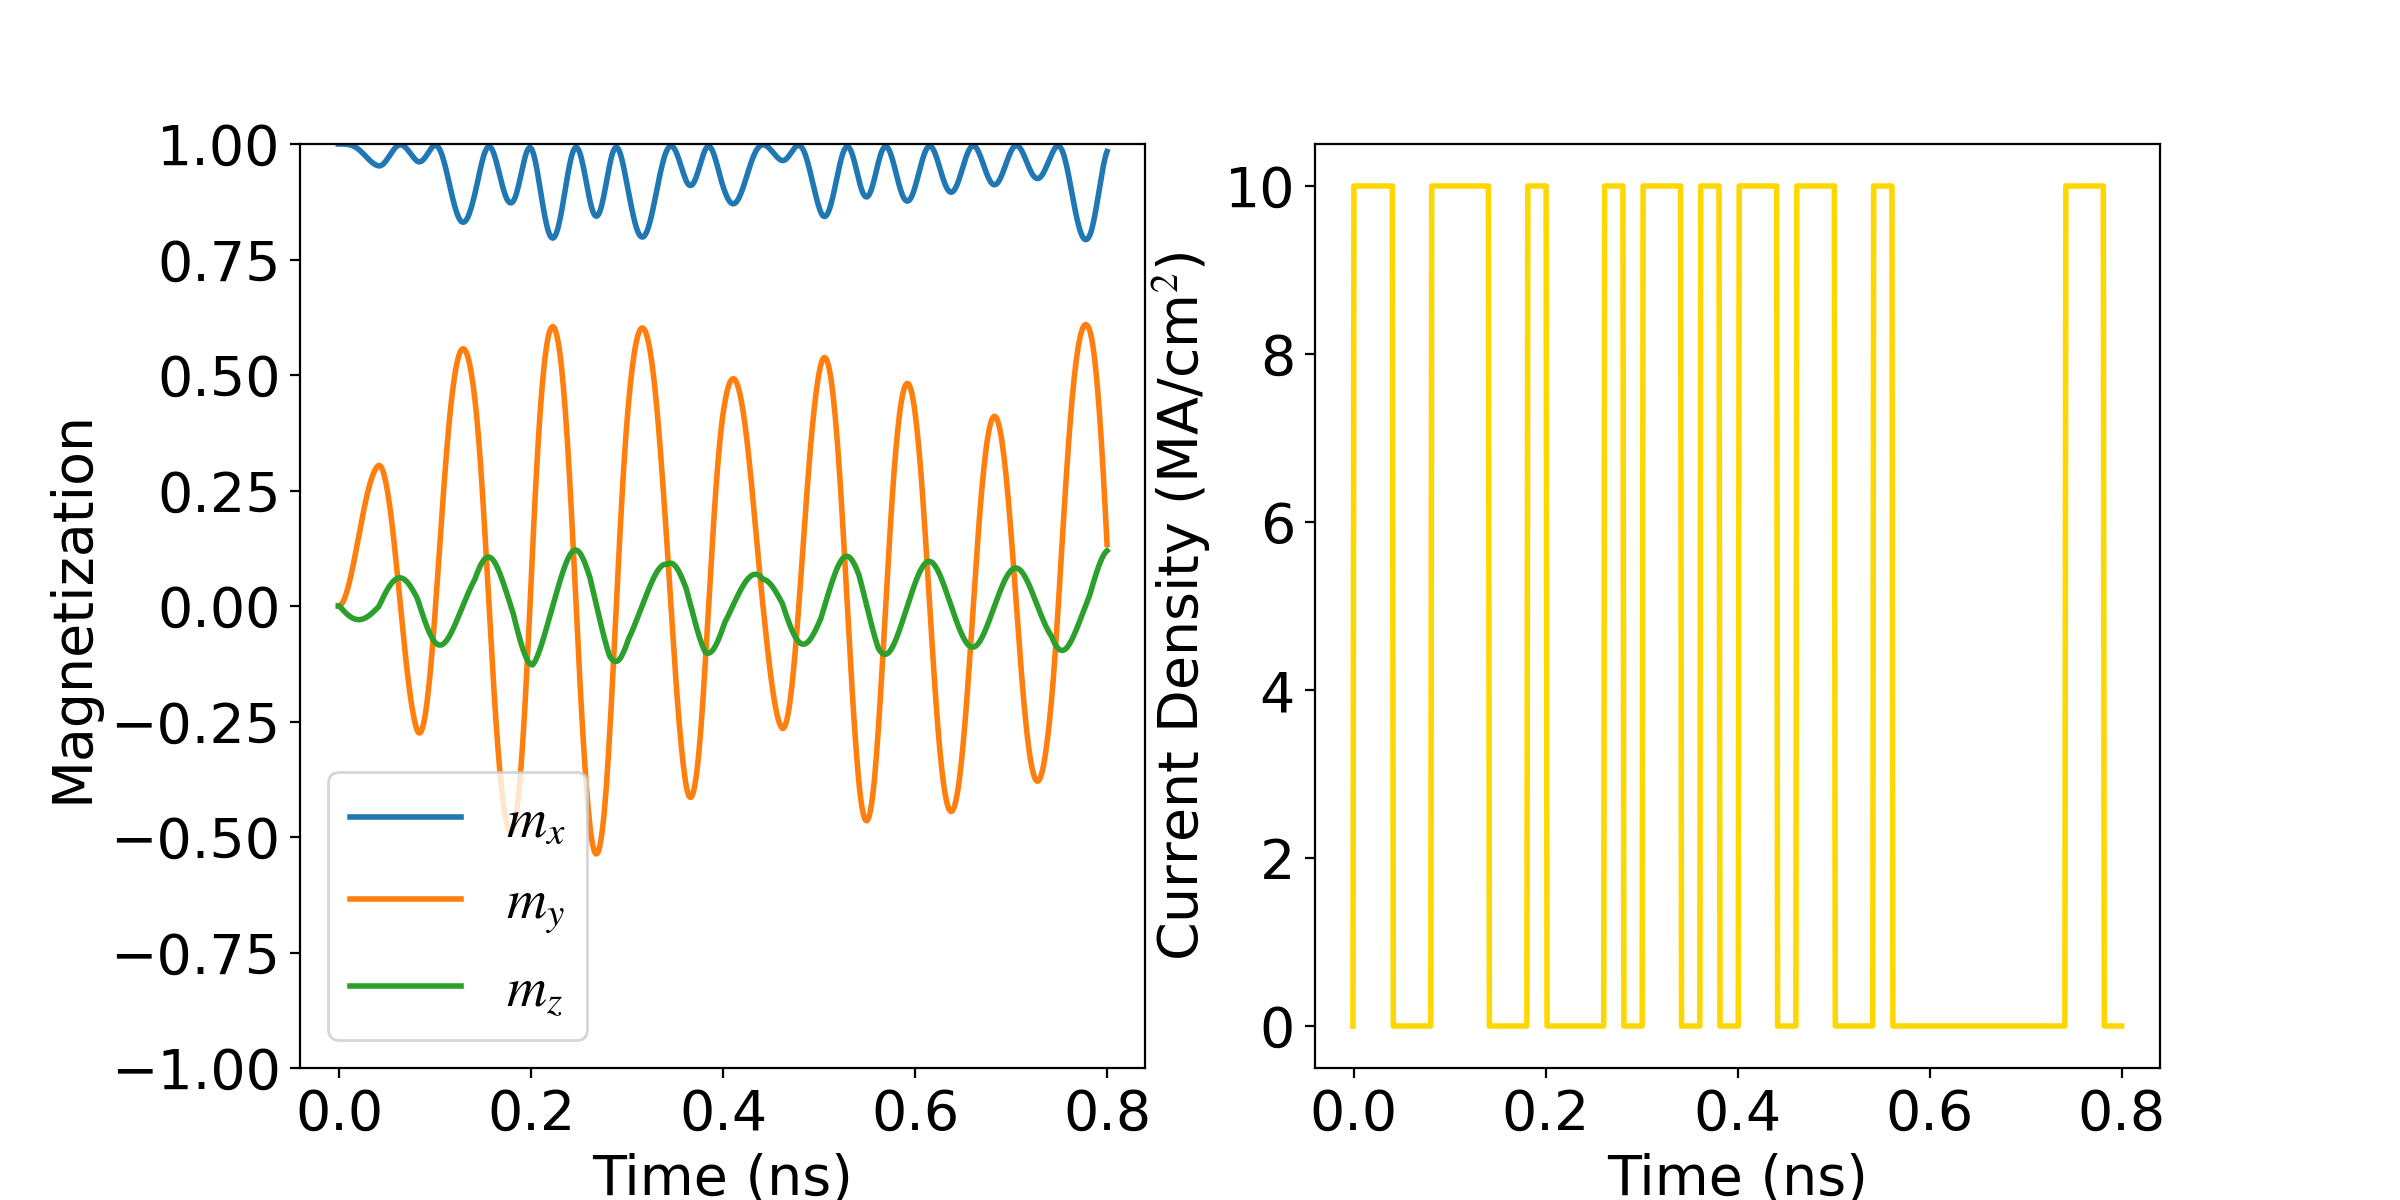 1.00
0.75
0.50
0.25
0.00
−0.25
−0.50
−0.75
−1.00
Magnetization
m_x
m_y
m_z
0.0 0.2 0.4 0.6 0.8
Time (ns)
10
8
6
4
2
0
Current Density (MA/cm²)
0.0 0.2 0.4 0.6 0.8
Time (ns)